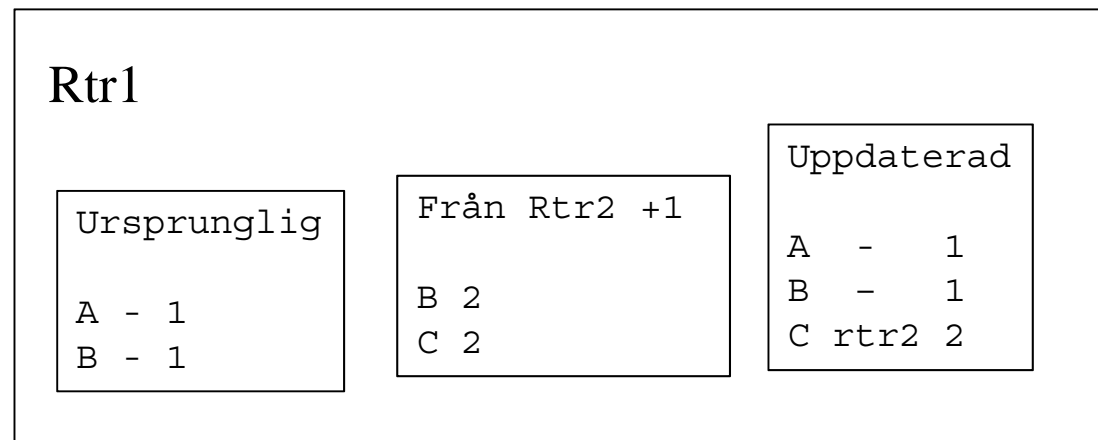 Rtr1
Ursprunglig
A - 1
B - 1
Från Rtr2 +1
B 2
C 2
Uppdaterad
A - 1
B – 1
C rtr2 2